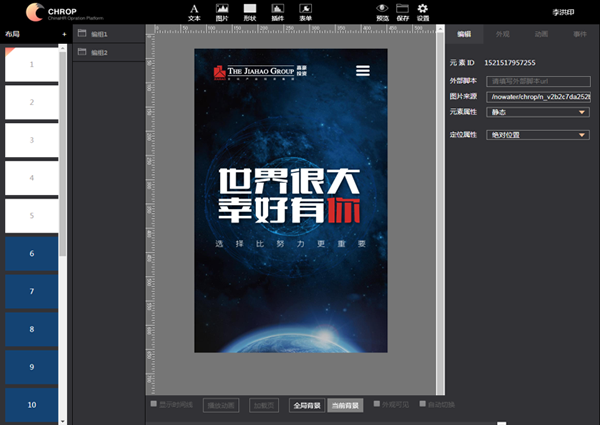 CHROP
ChinaHR Opration Platform
文本 图片 形状 插件 表单
预览 保存 设置
李洪印
布局 +
1
2
3
4
5
6
7
8
9
10
编组1
编组2
THE JIAHAO GROUP 嘉豪投资
世界很大
幸好有你
选择比努力更重要
编辑 外观 动画 事件
元 素 ID 1521517957255
外部脚本 请填写外部脚本url
图片来源 /nowater/chrop/n_v2b2c7da252b
元素属性 静态
定位属性 绝对位置
显示时间线 播放动画 加载页 全局背景 当前背景 外框可见 自动切换